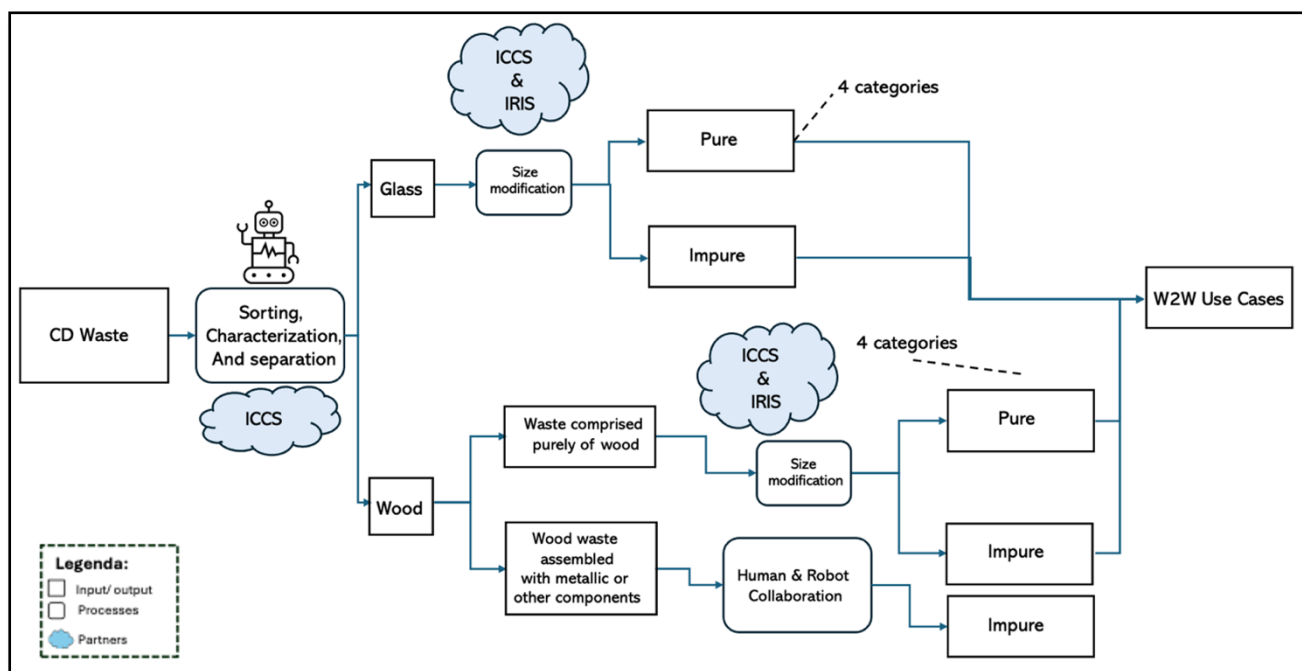 ICCS
&
IRIS
4 categories
Pure
Size
modification
Glass
Impure
W2W Use Cases
CD Waste
Sorting,
Characterization,
And separation
ICCS
4 categories
ICCS
&
IRIS
Waste comprised
purely of wood
Pure
Size
modification
Wood
Wood waste
assembled
with metallic or
other components
Human & Robot
Collaboration
Impure
Impure
Legenda:
Input/ output
Processes
Partners